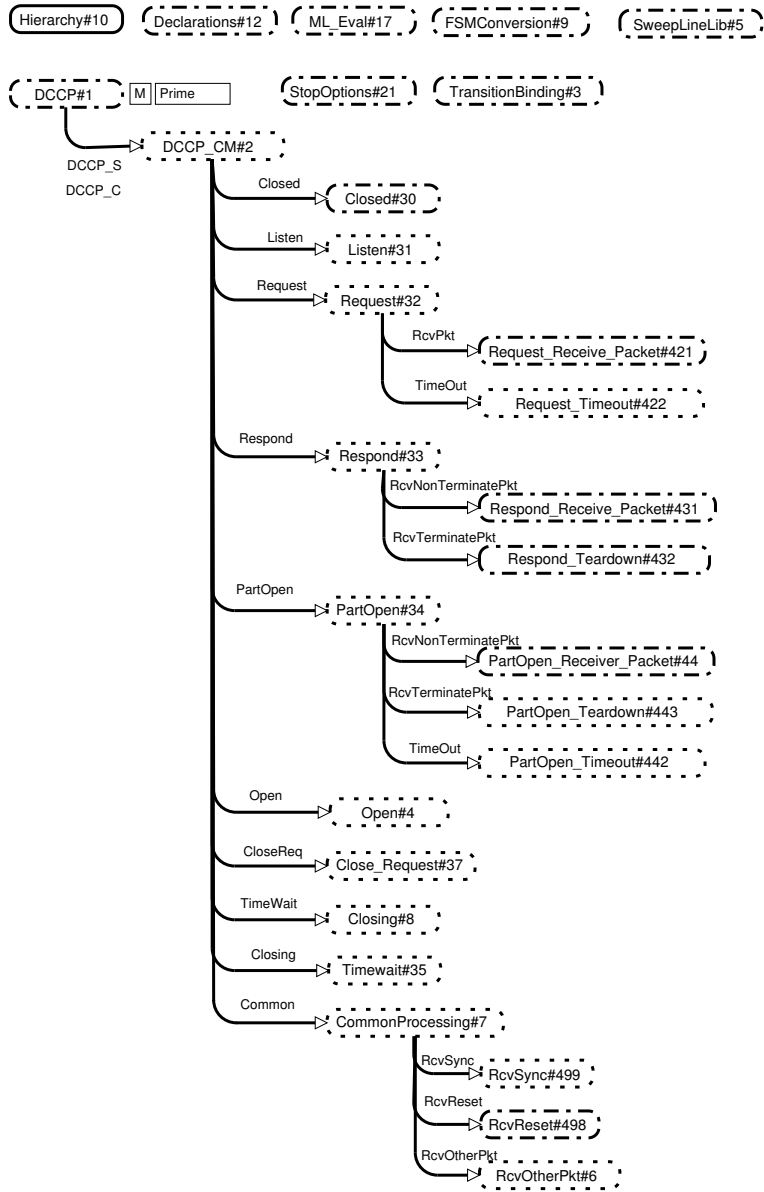 Hierarchy#10 Declarations#12 ML_Eval#17 FSMConversion#9 SweepLineLib#5
DCCP#1 M Prime StopOptions#21 TransitionBinding#3
DCCP_CM#2
DCCP_S
DCCP_C
Closed
Closed#30
Listen
Listen#31
Request
Request#32
RcvPkt
Request_Receive_Packet#421
TimeOut
Request_Timeout#422
Respond
Respond#33
RcvNonTerminatePkt
Respond_Receive_Packet#431
RcvTerminatePkt
Respond_Teardown#432
PartOpen
PartOpen#34
RcvNonTerminatePkt
PartOpen_Receiver_Packet#44
RcvTerminatePkt
PartOpen_Teardown#443
TimeOut
PartOpen_Timeout#442
Open
Open#4
CloseReq
Close_Request#37
TimeWait
Closing#8
Closing
Timewait#35
Common
CommonProcessing#7
RcvSync
RcvSync#499
RcvReset
RcvReset#498
RcvOtherPkt
RcvOtherPkt#6